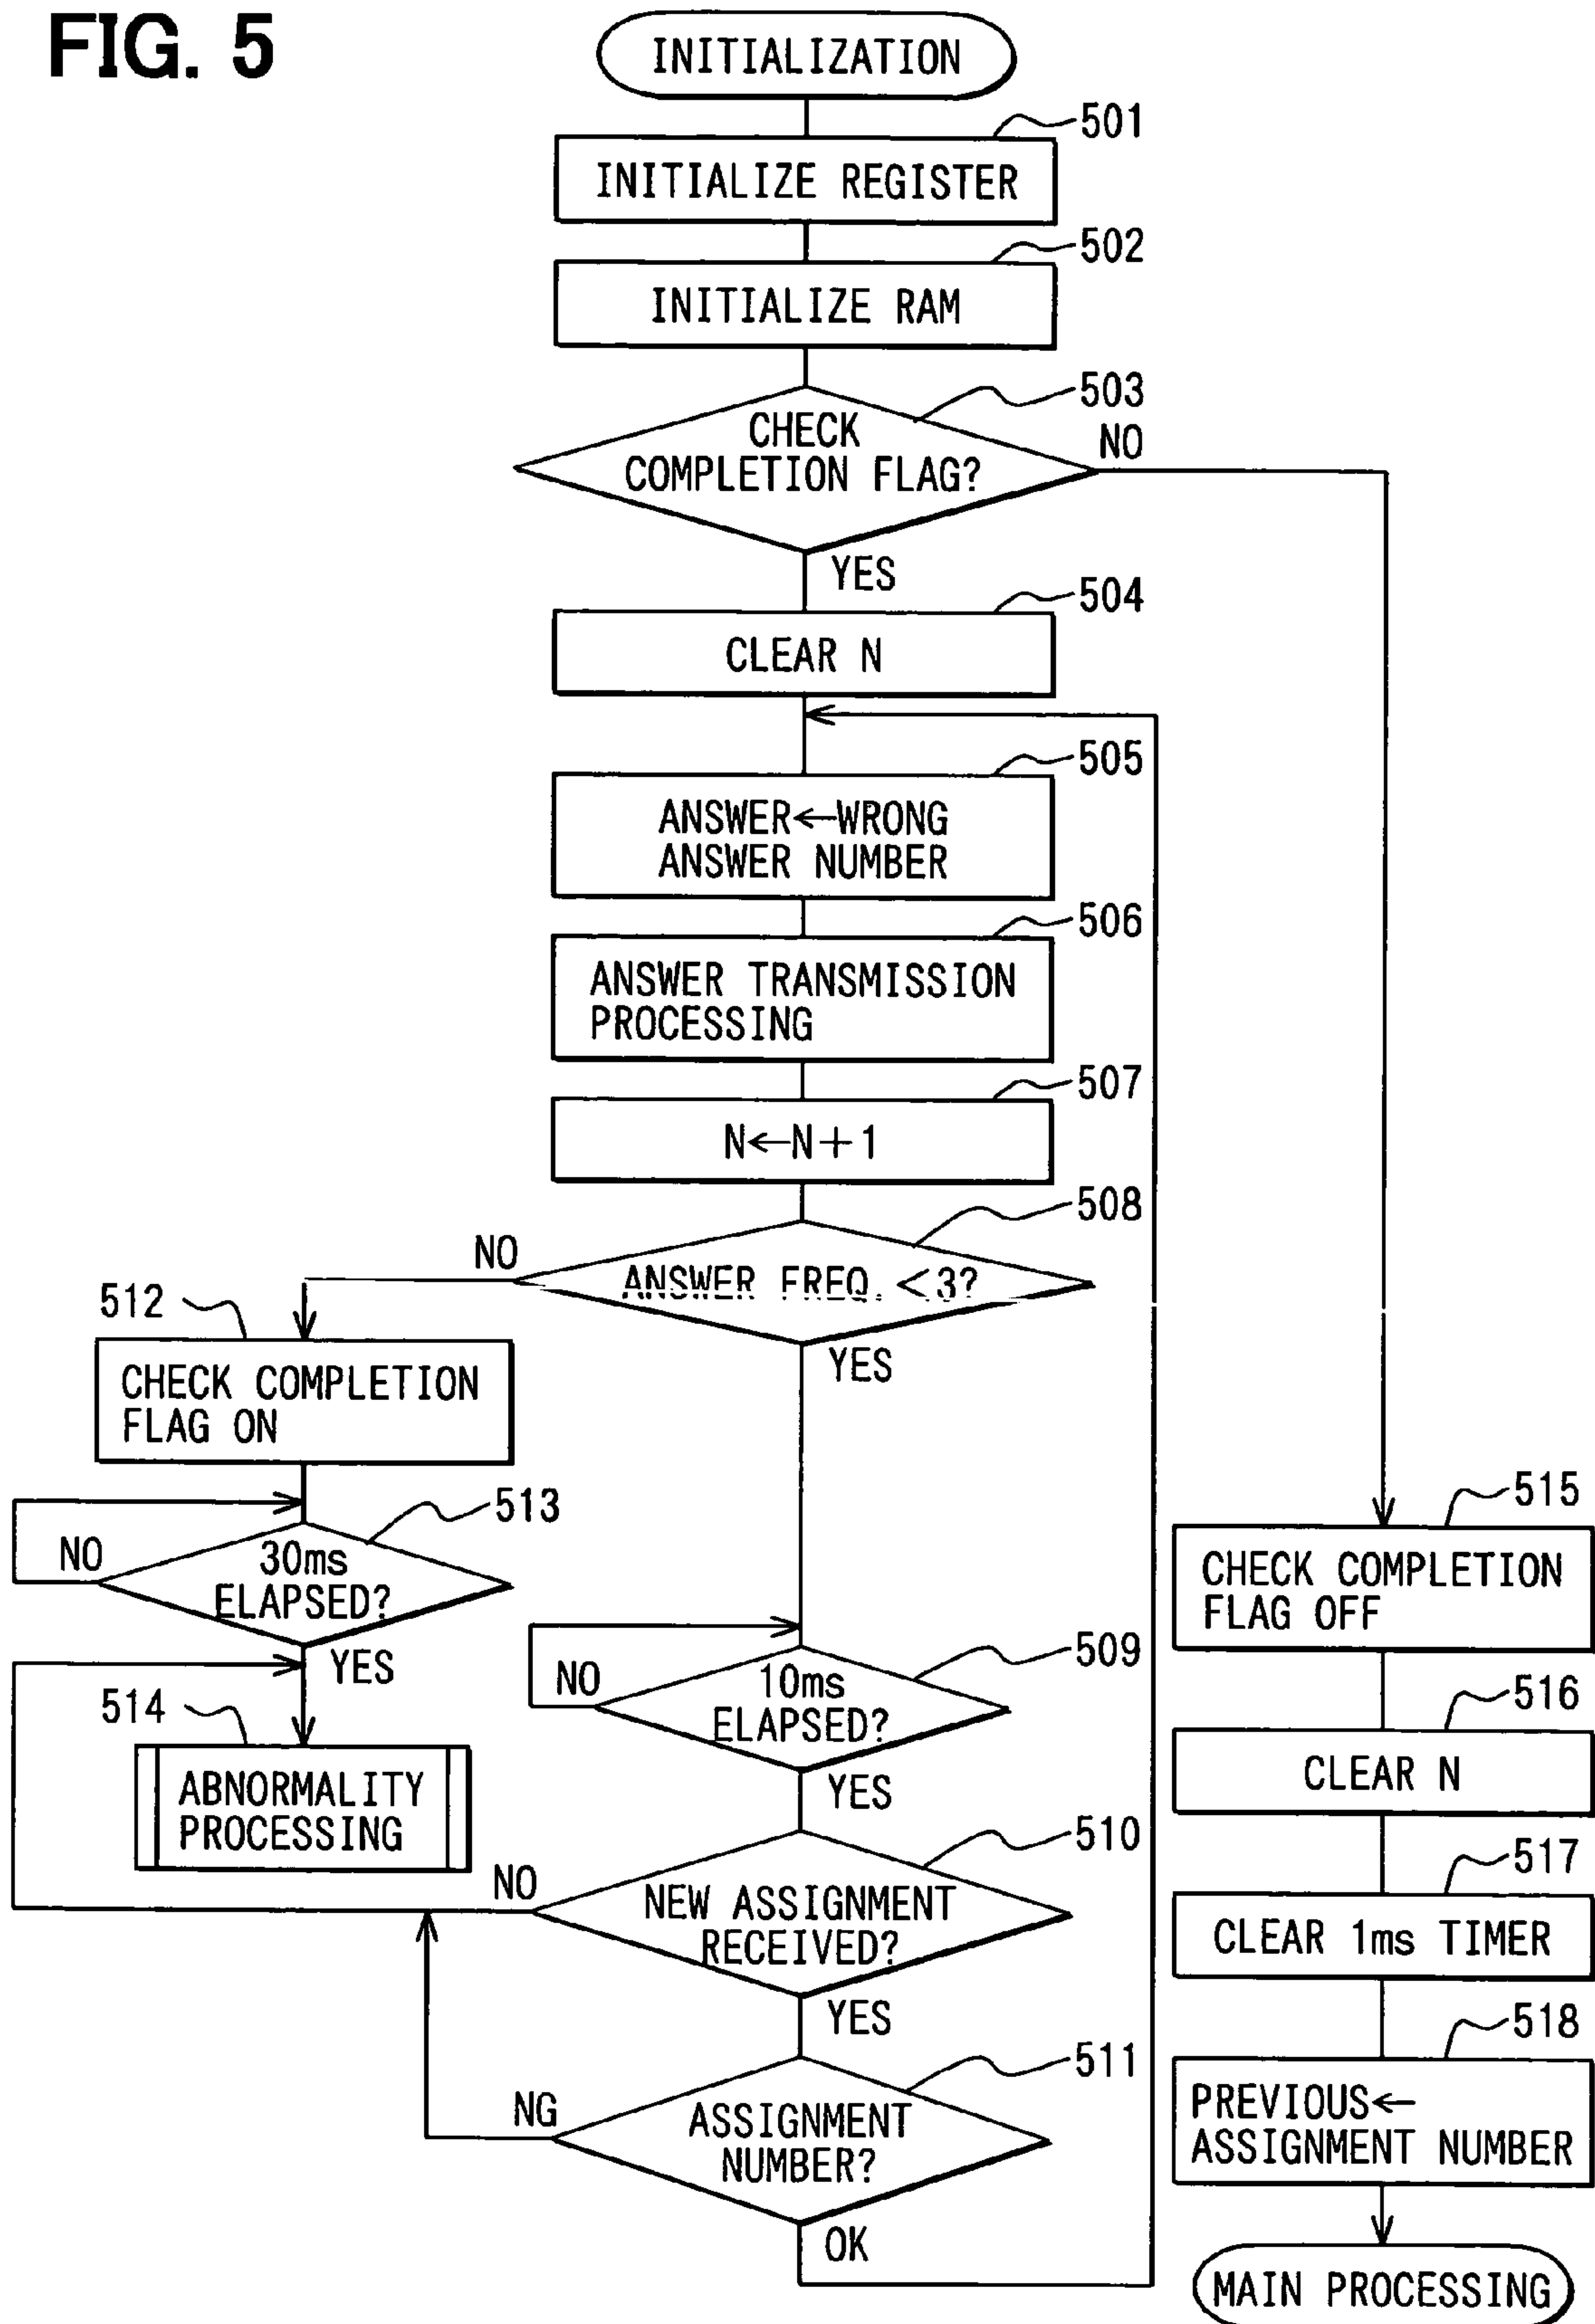 FIG. 5
INITIALIZATION
501
INITIALIZE REGISTER
502
INITIALIZE RAM
503
CHECK
COMPLETION FLAG?
NO
YES
504
CLEAR N
505
ANSWER←WRONG
ANSWER NUMBER
506
ANSWER TRANSMISSION
PROCESSING
507
N←N+1
508
ANSWER FREQ. <3?
NO
YES
512
CHECK COMPLETION
FLAG ON
513
30ms
ELAPSED?
NO
YES
514
ABNORMALITY
PROCESSING
509
10ms
ELAPSED?
NO
YES
510
NEW ASSIGNMENT
RECEIVED?
NO
YES
511
ASSIGNMENT
NUMBER?
NG
OK
515
CHECK COMPLETION
FLAG OFF
516
CLEAR N
517
CLEAR 1ms TIMER
518
PREVIOUS←
ASSIGNMENT NUMBER
MAIN PROCESSING